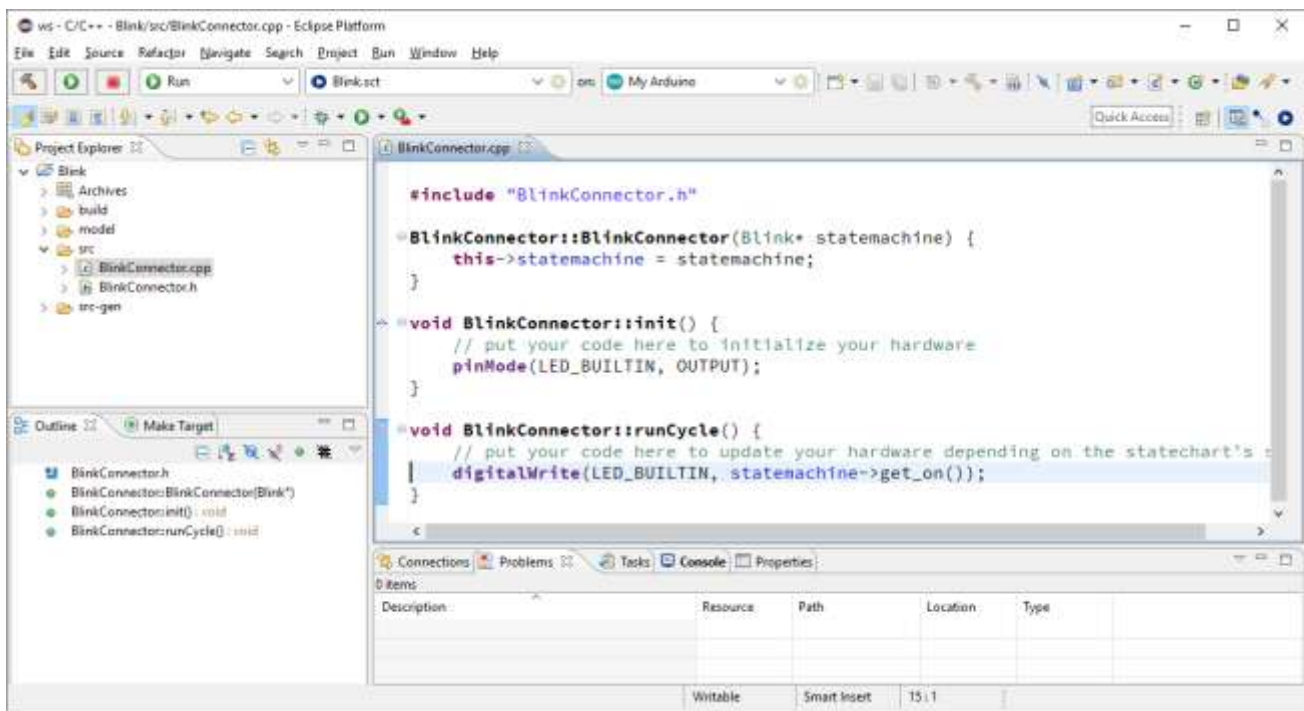 ws - C/C++ - Blink/src/BlinkConnector.cpp - Eclipse Platform
File Edit Source Refactor Navigate Search Project Run Window Help
Run Blink.sct on: My Arduino
Quick Access
Project Explorer
BlinkConnector.cpp
Blink
Archives
build
model
src
BlinkConnector.cpp
BlinkConnector.h
src-gen
#include "BlinkConnector.h"
BlinkConnector::BlinkConnector(Blink* statemachine) {
this->statemachine = statemachine;
}
void BlinkConnector::init() {
// put your code here to initialize your hardware
pinMode(LED_BUILTIN, OUTPUT);
}
void BlinkConnector::runCycle() {
// put your code here to update your hardware depending on the statechart's
digitalWrite(LED_BUILTIN, statemachine->get_on());
}
Outline Make Target
BlinkConnector.h
BlinkConnector::BlinkConnector(Blink*)
BlinkConnector::init() : void
BlinkConnector::runCycle() : void
Connections Problems Tasks Console Properties
0 items
Description Resource Path Location Type
Writable Smart Insert 15 : 1